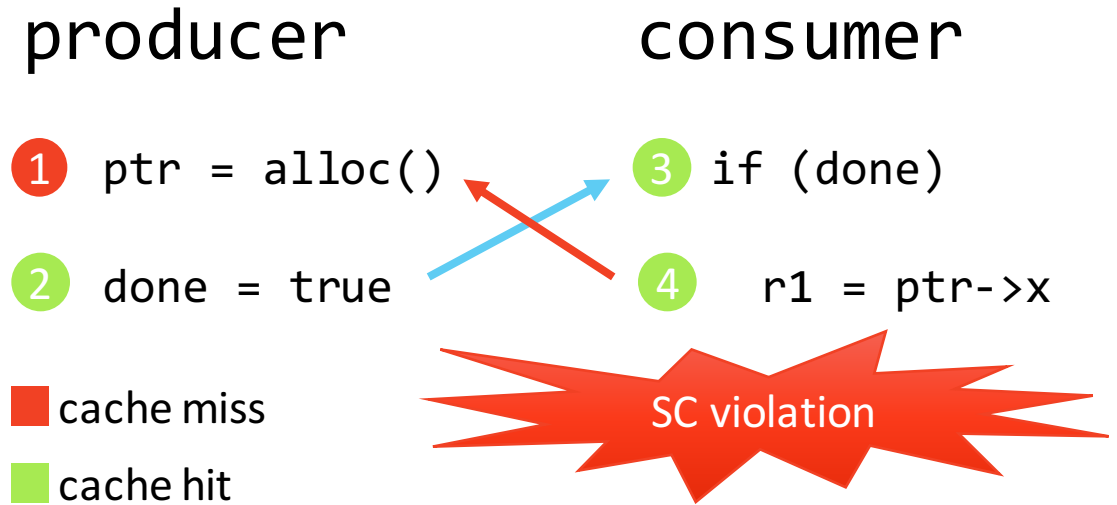 producer
consumer
1 ptr = alloc()
3 if (done)
2 done = true
4 r1 = ptr->x
cache miss
SC violation
cache hit